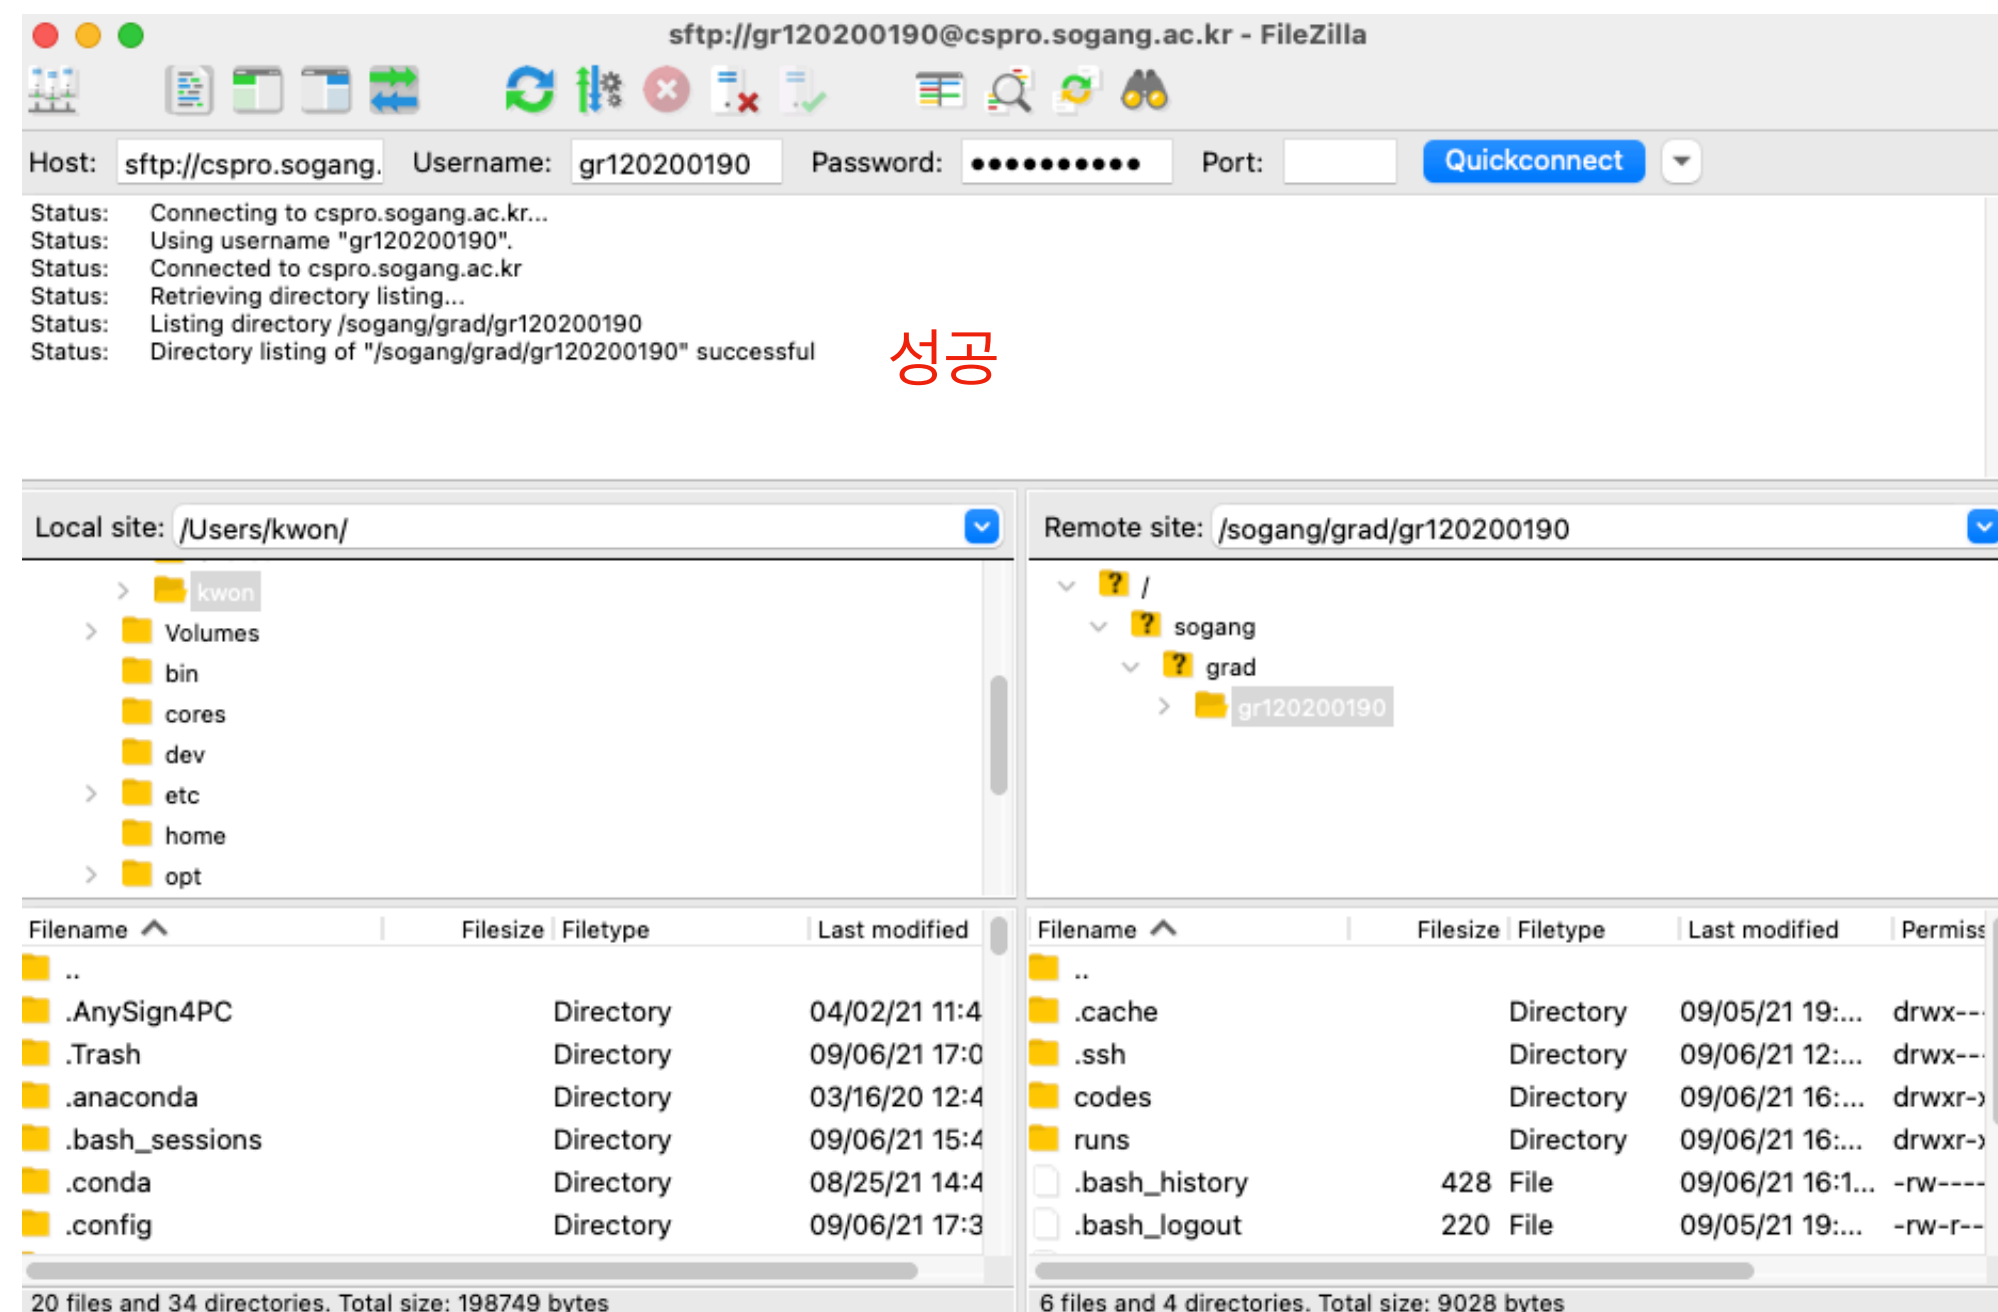 sftp://gr120200190@cspro.sogang.ac.kr - FileZilla
Host: sftp://cspro.sogang. Username: gr120200190 Password: ●●●●●●●●●● Port: Quickconnect
Status: Connecting to cspro.sogang.ac.kr...
Status: Using username "gr120200190".
Status: Connected to cspro.sogang.ac.kr
Status: Retrieving directory listing...
Status: Listing directory /sogang/grad/gr120200190
Status: Directory listing of "/sogang/grad/gr120200190" successful
성공
Local site: /Users/kwon/
kwon
Volumes
bin
cores
dev
etc
home
opt
Remote site: /sogang/grad/gr120200190
/
sogang
grad
gr120200190
Filename Filesize Filetype Last modified
..
.AnySign4PC Directory 04/02/21 11:4
.Trash Directory 09/06/21 17:0
.anaconda Directory 03/16/20 12:4
.bash_sessions Directory 09/06/21 15:4
.conda Directory 08/25/21 14:4
.config Directory 09/06/21 17:3
20 files and 34 directories. Total size: 198749 bytes
Filename Filesize Filetype Last modified Permiss
..
.cache Directory 09/05/21 19:... drwx---
.ssh Directory 09/06/21 12:... drwx---
codes Directory 09/06/21 16:... drwxr-x
runs Directory 09/06/21 16:... drwxr-x
.bash_history 428 File 09/06/21 16:1... -rw----
.bash_logout 220 File 09/05/21 19:... -rw-r--
6 files and 4 directories. Total size: 9028 bytes